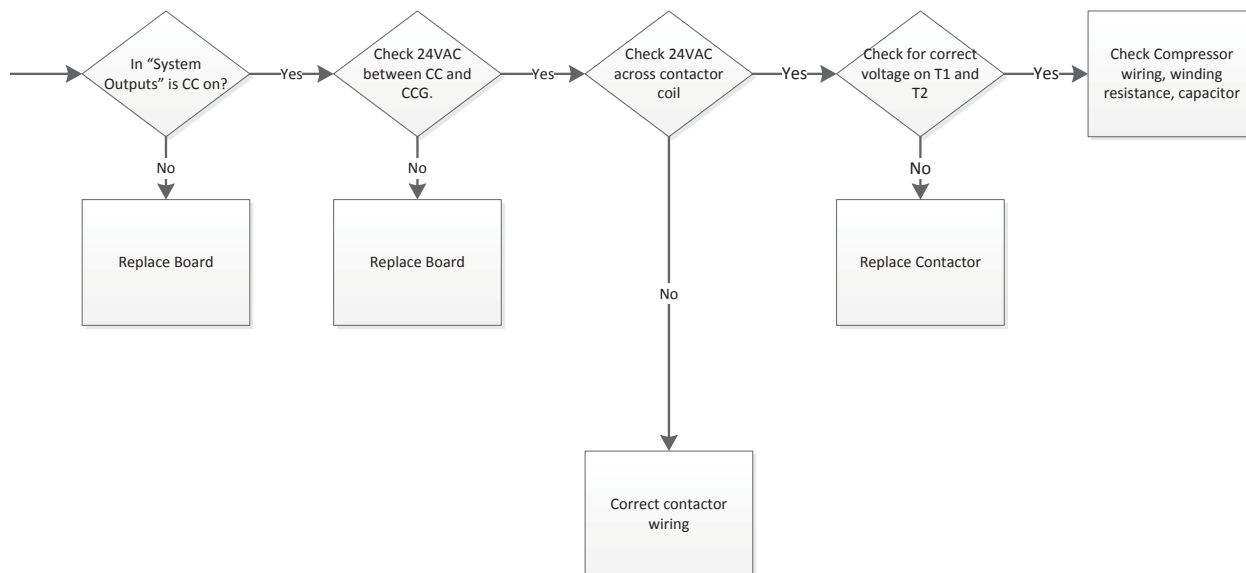 In “System
Outputs” is CC on?
Yes
Check 24VAC
between CC and
CCG.
Yes
Check 24VAC
across contactor
coil
Yes
Check for correct
voltage on T1 and
T2
Yes
Check Compressor
wiring, winding
resistance, capacitor
No
No
No
Replace Board
Replace Board
Replace Contactor
No
Correct contactor
wiring